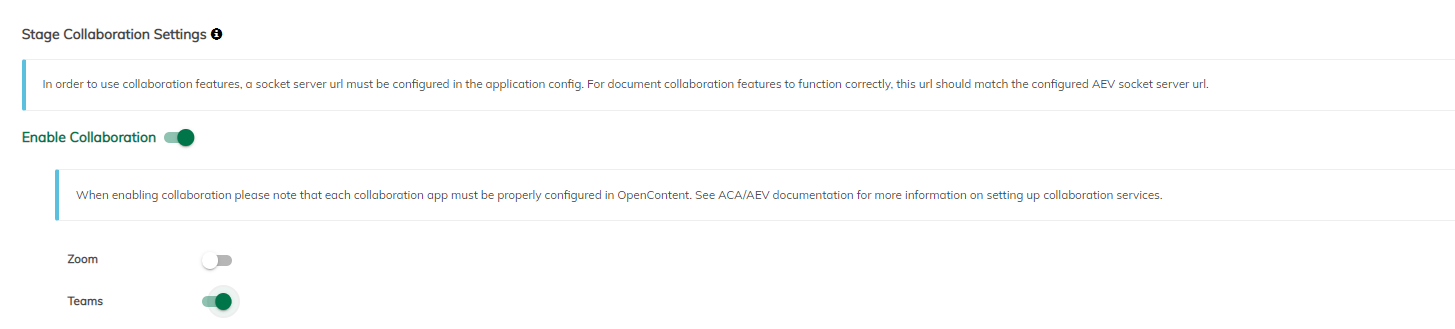 Stage Collaboration Settings
In order to use collaboration features, a socket server url must be configured in the application config. For document collaboration features to function correctly, this url should match the configured AEV socket server url.
Enable Collaboration
When enabling collaboration please note that each collaboration app must be properly configured in OpenContent. See ACA/AEV documentation for more information on setting up collaboration services.
Zoom
Teams